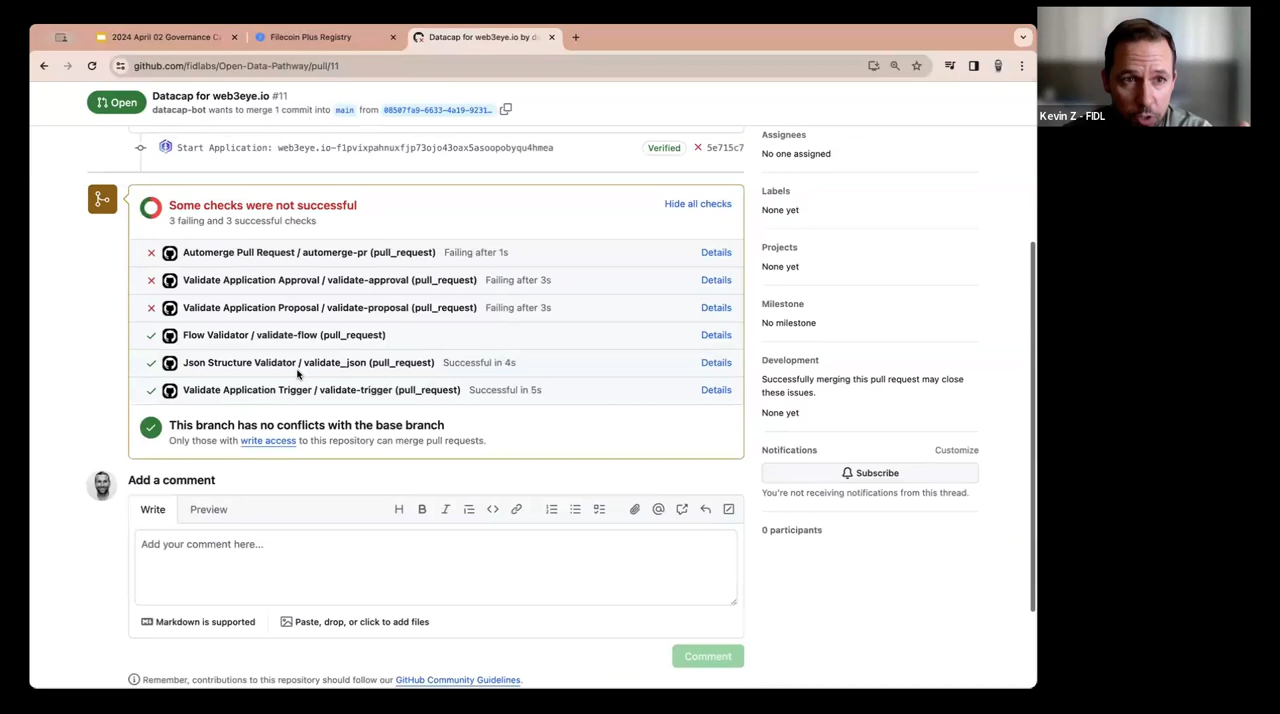 2024 April 02 Governance C
Filecoin Plus Registry
Datacap for web3eye.io by d
github.com/fidlabs/Open-Data-Pathway/pull/11
Kevin Z - FIDL
Open
Datacap for web3eye.io #11
datacap-bot wants to merge 1 commit into main from 08507fa9-6633-4a19-9231…
Start Application: web3eye.io-f1pvixpahnuxfjp73ojo43oax5asoopobyqu4hmea
Verified
5e715c7
Some checks were not successful
3 failing and 3 successful checks
Hide all checks
Automerge Pull Request / automerge-pr (pull_request) Failing after 1s Details
Validate Application Approval / validate-approval (pull_request) Failing after 3s Details
Validate Application Proposal / validate-proposal (pull_request) Failing after 3s Details
Flow Validator / validate-flow (pull_request) Details
Json Structure Validator / validate_json (pull_request) Successful in 4s Details
Validate Application Trigger / validate-trigger (pull_request) Successful in 5s Details
This branch has no conflicts with the base branch
Only those with write access to this repository can merge pull requests.
Add a comment
Write
Preview
Add your comment here...
Markdown is supported
Paste, drop, or click to add files
Comment
Remember, contributions to this repository should follow our GitHub Community Guidelines.
Assignees
No one assigned
Labels
None yet
Projects
None yet
Milestone
No milestone
Development
Successfully merging this pull request may close
these issues.
None yet
Notifications
Customize
Subscribe
You're not receiving notifications from this thread.
0 participants